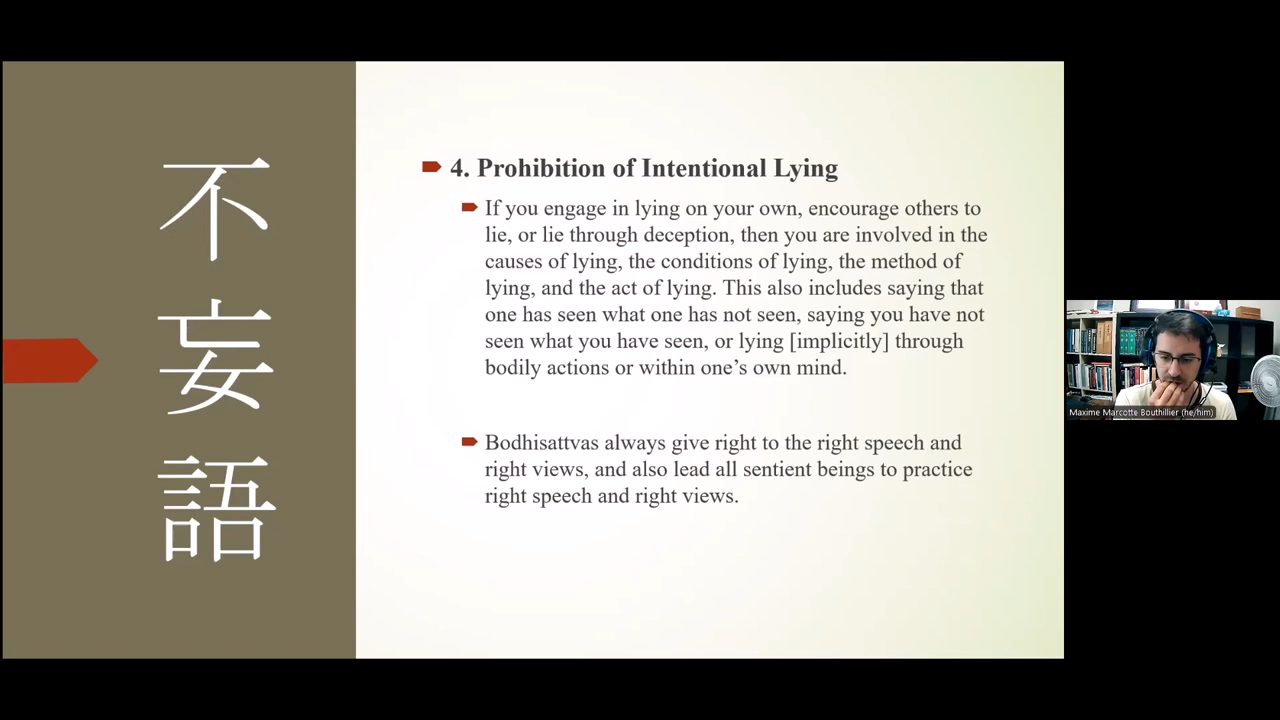 不
妄
語
4. Prohibition of Intentional Lying
If you engage in lying on your own, encourage others to
lie, or lie through deception, then you are involved in the
causes of lying, the conditions of lying, the method of
lying, and the act of lying. This also includes saying that
one has seen what one has not seen, saying you have not
seen what you have seen, or lying [implicitly] through
bodily actions or within one’s own mind.
Bodhisattvas always give right to the right speech and
right views, and also lead all sentient beings to practice
right speech and right views.
Maxime Marcotte Bouthillier (he/him)